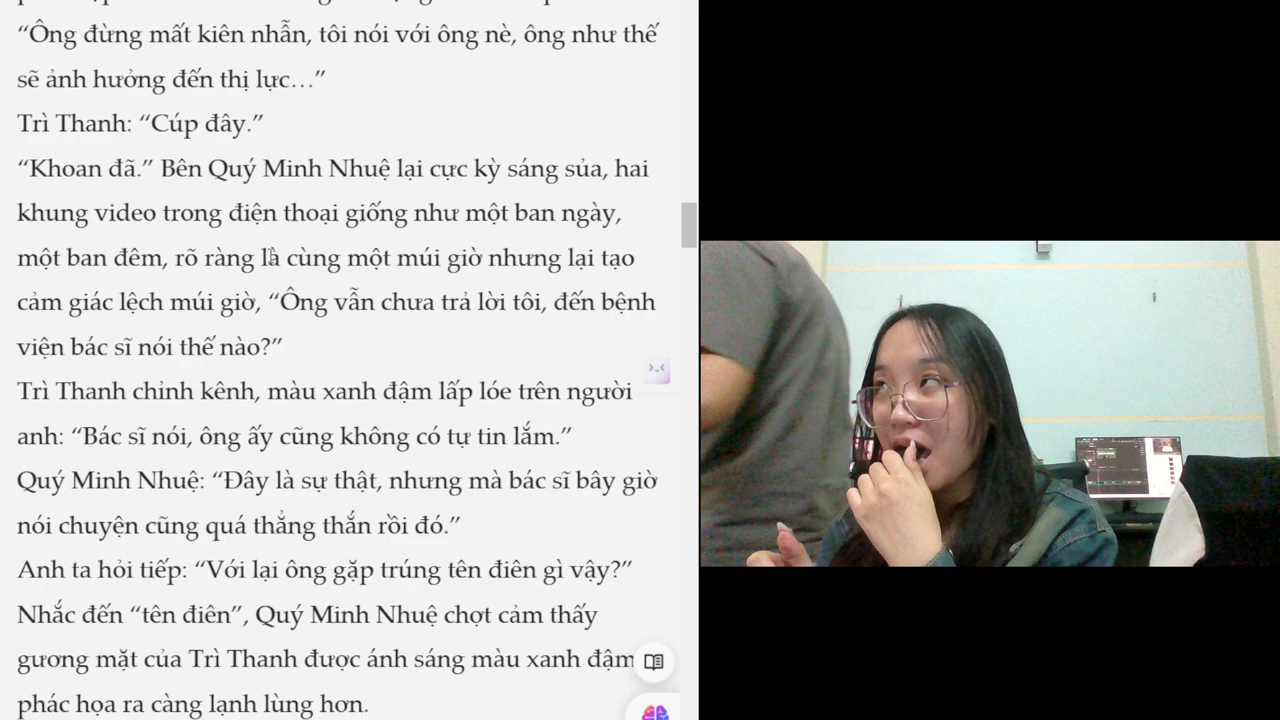 “Ông đừng mất kiên nhẫn, tôi nói với ông nè, ông như thế
sẽ ảnh hưởng đến thị lực…”
Trì Thanh: “Cúp đây.”
“Khoan đã.” Bên Quý Minh Nhuệ lại cực kỳ sáng sủa, hai
khung video trong điện thoại giống như một ban ngày,
một ban đêm, rõ ràng là cùng một múi giờ nhưng lại tạo
cảm giác lệch múi giờ, “Ông vẫn chưa trả lời tôi, đến bệnh
viện bác sĩ nói thế nào?”
Trì Thanh chỉnh kênh, màu xanh đậm lấp lóe trên người
anh: “Bác sĩ nói, ông ấy cũng không có tự tin lắm.”
Quý Minh Nhuệ: “Đây là sự thật, nhưng mà bác sĩ bây giờ
nói chuyện cũng quá thẳng thắn rồi đó.”
Anh ta hỏi tiếp: “Với lại ông gặp trúng tên điên gì vậy?”
Nhắc đến “tên điên”, Quý Minh Nhuệ chợt cảm thấy
gương mặt của Trì Thanh được ánh sáng màu xanh đậm
phác họa ra càng lạnh lùng hơn.